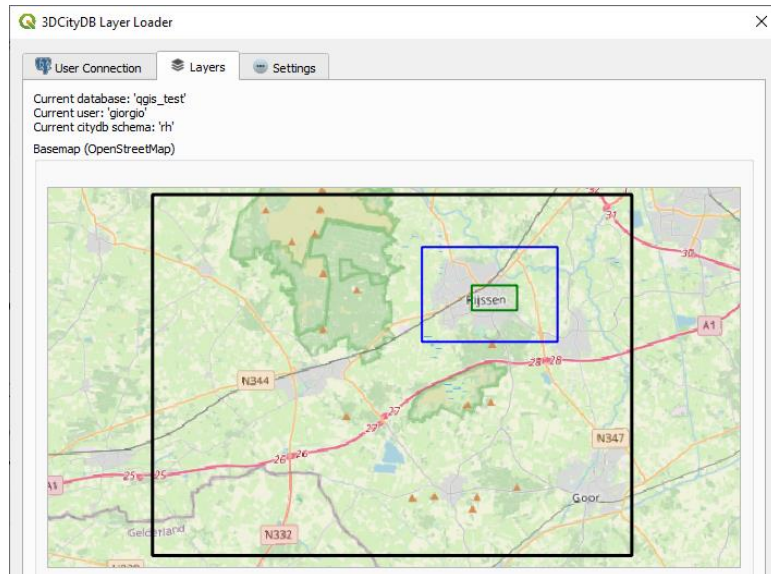 3DCityDB Layer Loader
User Connection
Layers
Settings
Current database: 'qgis_test'
Current user: 'giorgio'
Current citydb schema: 'rh'
Basemap (OpenStreetMap)
31
30
Rijssen
A1
28
28
N344
27
27
N347
26
26
25
25
A1
Goor
Gelderland
N332